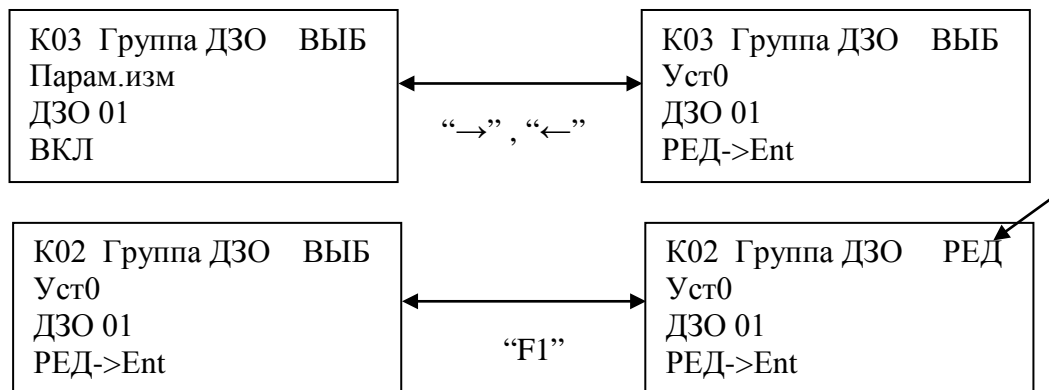 К03 Группа ДЗО ВЫБ
Парам.изм
ДЗО 01
ВКЛ
“→” , “←”
К03 Группа ДЗО ВЫБ
Уст0
ДЗО 01
РЕД->Ent
К02 Группа ДЗО ВЫБ
Уст0
ДЗО 01
РЕД->Ent
“F1”
К02 Группа ДЗО РЕД
Уст0
ДЗО 01
РЕД->Ent